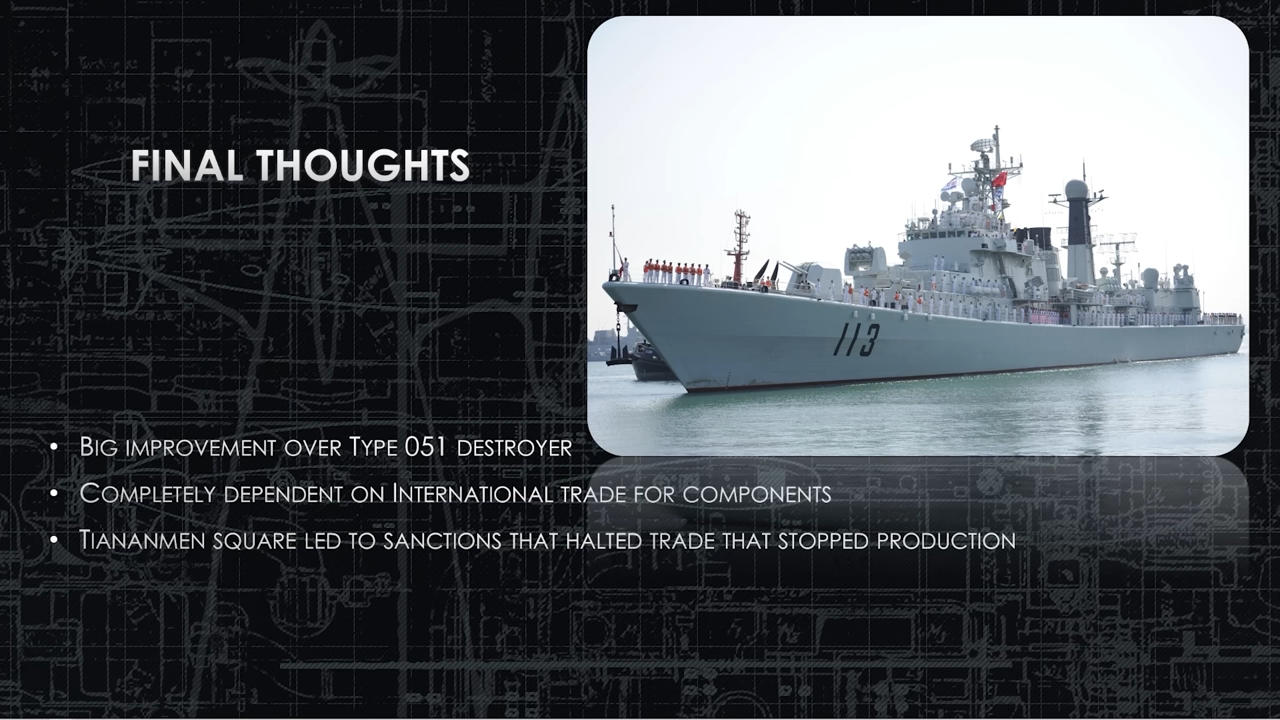 FINAL THOUGHTS
113
• BIG IMPROVEMENT OVER TYPE 051 DESTROYER
• COMPLETELY DEPENDENT ON INTERNATIONAL TRADE FOR COMPONENTS
• TIANANMEN SQUARE LED TO SANCTIONS THAT HALTED TRADE THAT STOPPED PRODUCTION